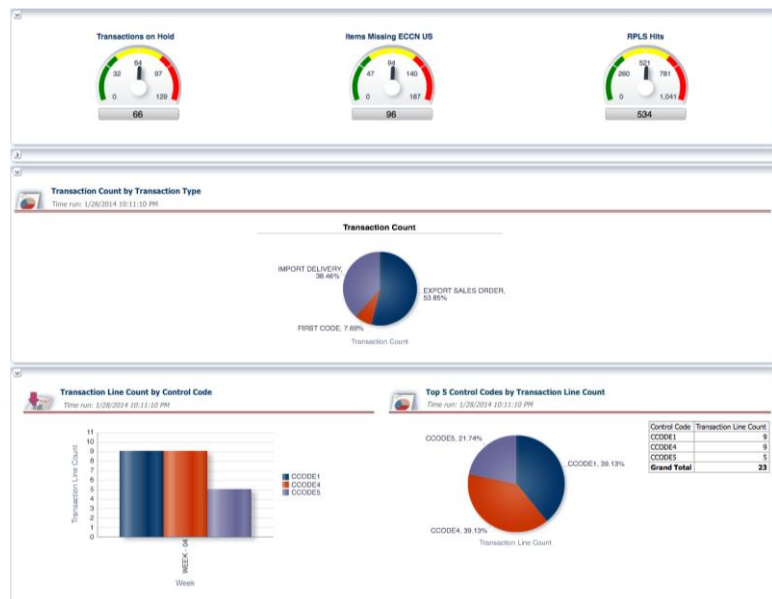 Transactions on Hold
Items Missing ECCN US
RPLS Hits
0 32 64 97 129
66
0 47 94 140 187
96
0 260 521 781 1,041
534
Transaction Count by Transaction Type
Time run: 1/28/2014 10:11:10 PM
Transaction Count
IMPORT DELIVERY,
38.46%
EXPORT SALES ORDER,
53.85%
FIRST CODE, 7.69%
Transaction Count
Transaction Line Count by Control Code
Time run: 1/28/2014 10:11:10 PM
Transaction Line Count
11
10
9
8
7
6
5
4
3
2
1
0
WEEK - 04
Week
CCODE1
CCODE4
CCODE5
Top 5 Control Codes by Transaction Line Count
Time run: 1/28/2014 10:11:10 PM
CCODE5, 21.74%
CCODE1, 39.13%
CCODE4, 39.13%
Transaction Line Count
Control Code Transaction Line Count
CCODE1 9
CCODE4 9
CCODE5 5
Grand Total 23